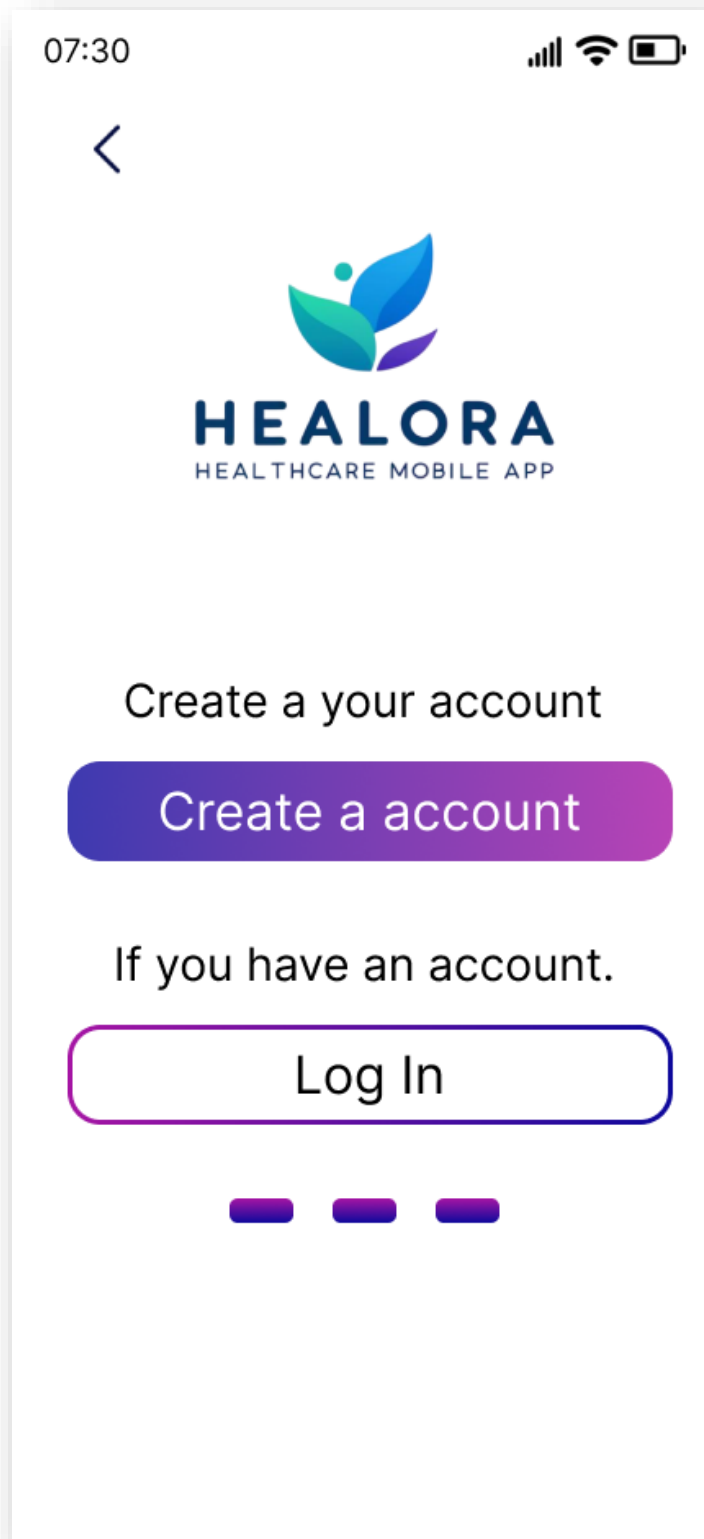 07:30
HEALORA
HEALTHCARE MOBILE APP
Create a your account
Create a account
If you have an account.
Log In